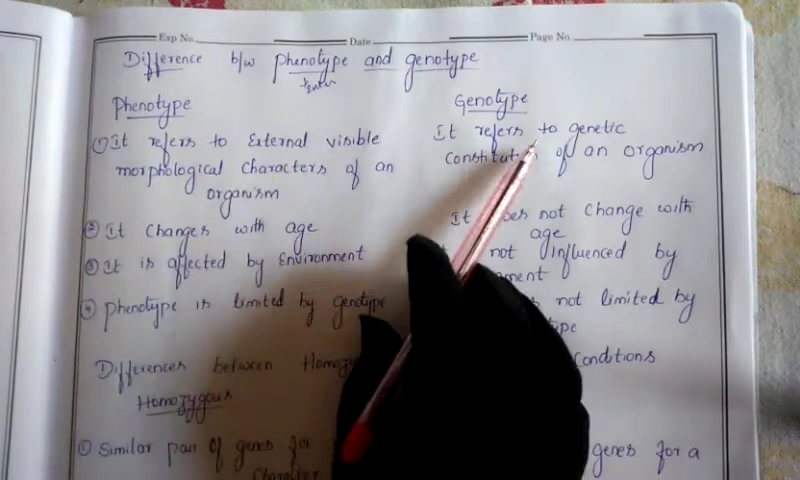 Exp No. Date Page No.
Difference b/w phenotype and genotype
Phenotype Genotype
① It refers to External visible It refers to genetic
morphological characters of an of an organism
organism
② It changes with age It not change with
age
③ It is affected by Environment not influenced by
④ phenotype is limited by genotype not limited by
Differences between Conditions
Homozygous
① Similar pair of genes for genes for a